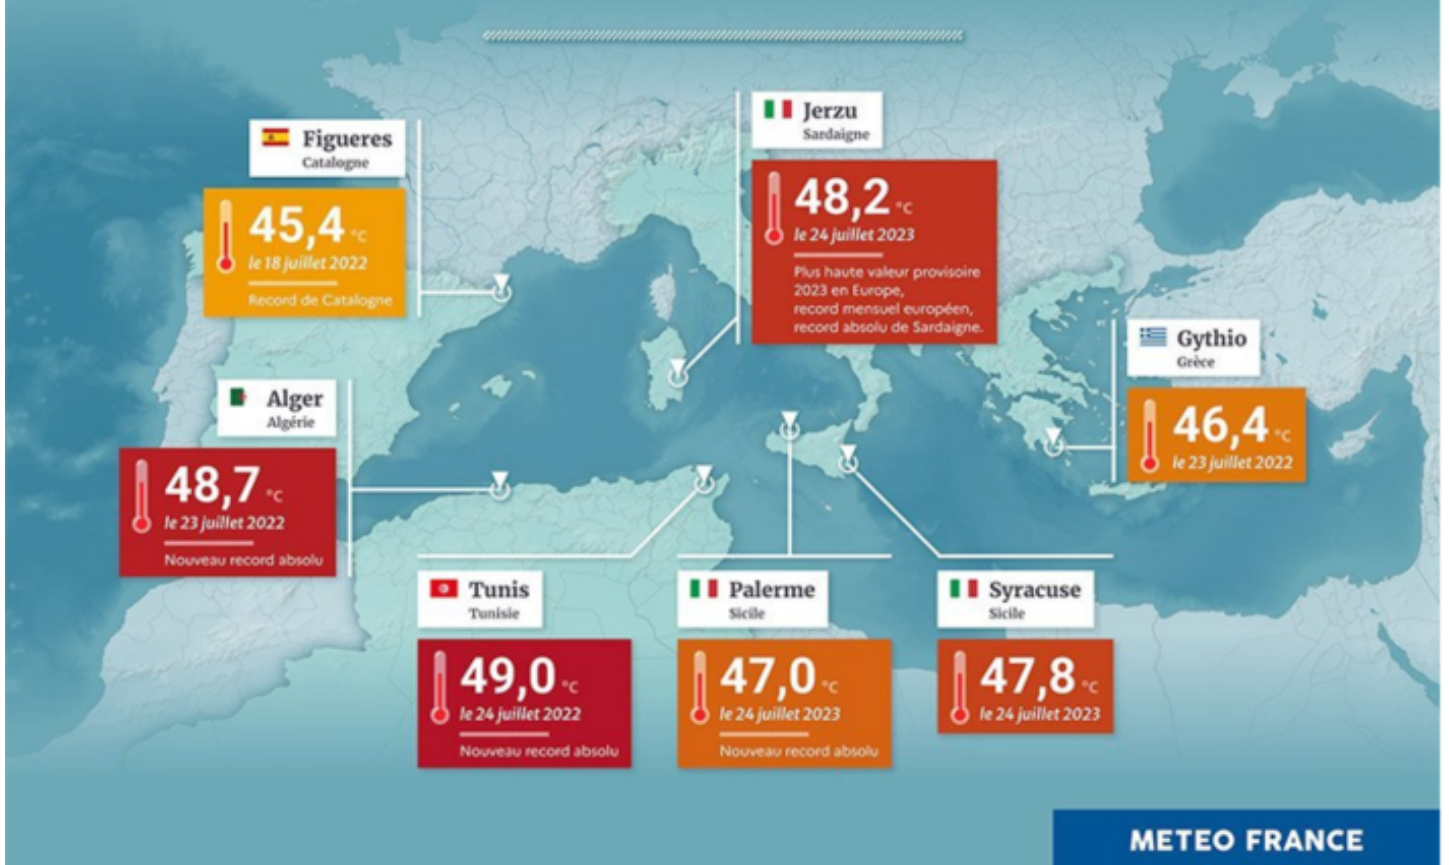 Figueres
Catalogne
45,4 °C
le 18 juillet 2022
Record de Catalogne
Jerzu
Sardaigne
48,2 °C
le 24 juillet 2023
Plus haute valeur provisoire
2023 en Europe,
record mensuel européen,
record absolu de Sardaigne.
Gythio
Grèce
46,4 °C
le 23 juillet 2022
Alger
Algérie
48,7 °C
le 23 juillet 2022
Nouveau record absolu
Tunis
Tunisie
49,0 °C
le 24 juillet 2022
Nouveau record absolu
Palerme
Sicile
47,0 °C
le 24 juillet 2023
Nouveau record absolu
Syracuse
Sicile
47,8 °C
le 24 juillet 2023
METEO FRANCE